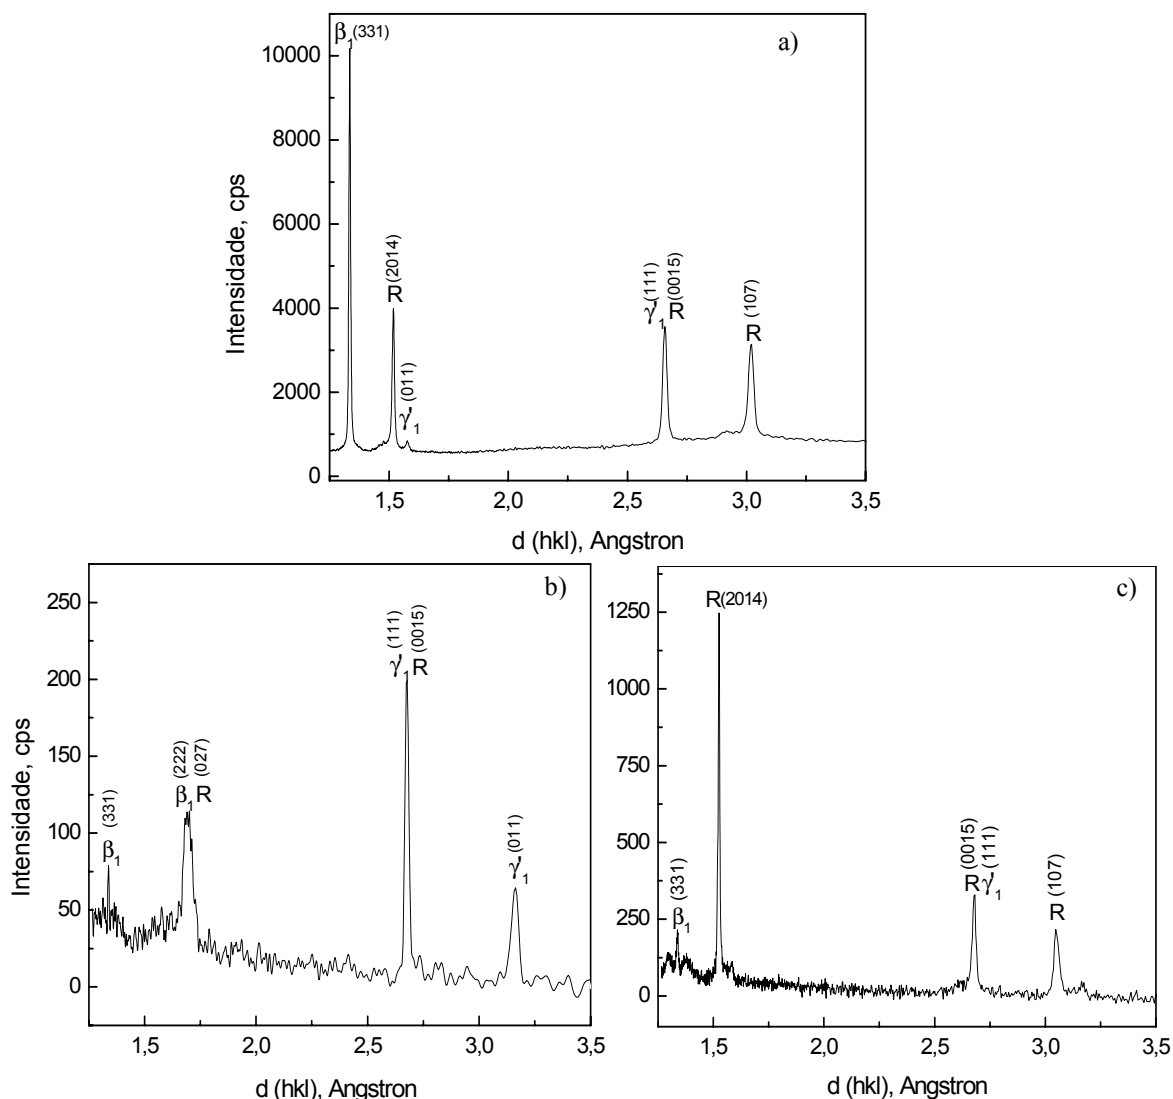 β₁(331)
a)
10000
8000
6000
4000
2000
0
Intensidade, cps
R(2014)
γ'₁(011)
γ'₁(111) R(0015)
R(107)
1,5 2,0 2,5 3,0 3,5
d (hkl), Angstron
b)
250
200
150
100
50
0
Intensidade, cps
β₁(331)
β₁(222) R(027)
γ'₁(111) R(0015)
γ'₁(011)
1,5 2,0 2,5 3,0 3,5
d (hkl), Angstron
c)
1250
1000
750
500
250
0
R(2014)
β₁(331)
R(0015) γ'₁(111)
R(107)
1,5 2,0 2,5 3,0 3,5
d (hkl), Angstron